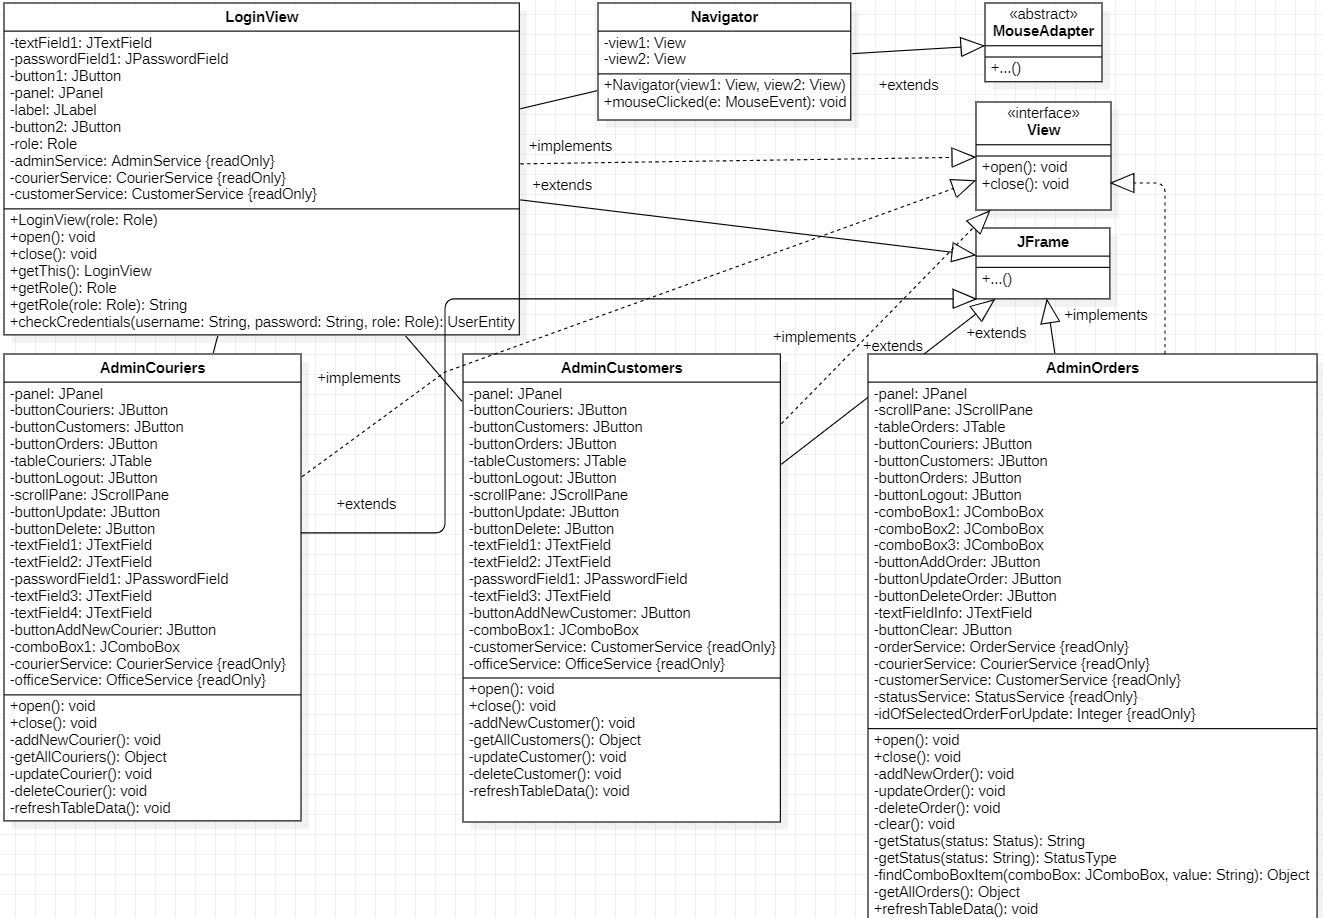 LoginView
-textField1: JTextField
-passwordField1: JPasswordField
-button1: JButton
-panel: JPanel
-label: JLabel
-button2: JButton
-role: Role
-adminService: AdminService {readOnly}
-courierService: CourierService {readOnly}
-customerService: CustomerService {readOnly}
+LoginView(role: Role)
+open(): void
+close(): void
+getThis(): LoginView
+getRole(): Role
+getRole(role: Role): String
+checkCredentials(username: String, password: String, role: Role): UserEntity
Navigator
-view1: View
-view2: View
+Navigator(view1: View, view2: View)
+mouseClicked(e: MouseEvent): void
«abstract»
MouseAdapter
+...()
+extends
«interface»
View
+open(): void
+close(): void
+implements
+extends
JFrame
+...()
+implements
+extends
+implements
+extends
+implements
+extends
AdminCouriers
-panel: JPanel
-buttonCouriers: JButton
-buttonCustomers: JButton
-buttonOrders: JButton
-tableCouriers: JTable
-buttonLogout: JButton
-scrollPane: JScrollPane
-buttonUpdate: JButton
-buttonDelete: JButton
-textField1: JTextField
-textField2: JTextField
-passwordField1: JPasswordField
-textField3: JTextField
-textField4: JTextField
-buttonAddNewCourier: JButton
-comboBox1: JComboBox
-courierService: CourierService {readOnly}
-officeService: OfficeService {readOnly}
+open(): void
+close(): void
-addNewCourier(): void
-getAllCouriers(): Object
-updateCourier(): void
-deleteCourier(): void
-refreshTableData(): void
AdminCustomers
-panel: JPanel
-buttonCouriers: JButton
-buttonCustomers: JButton
-buttonOrders: JButton
-tableCustomers: JTable
-buttonLogout: JButton
-scrollPane: JScrollPane
-buttonUpdate: JButton
-buttonDelete: JButton
-textField1: JTextField
-textField2: JTextField
-passwordField1: JPasswordField
-textField3: JTextField
-buttonAddNewCustomer: JButton
-comboBox1: JComboBox
-customerService: CustomerService {readOnly}
-officeService: OfficeService {readOnly}
+open(): void
+close(): void
-addNewCustomer(): void
-getAllCustomers(): Object
-updateCustomer(): void
-deleteCustomer(): void
-refreshTableData(): void
AdminOrders
-panel: JPanel
-scrollPane: JScrollPane
-tableOrders: JTable
-buttonCouriers: JButton
-buttonCustomers: JButton
-buttonOrders: JButton
-buttonLogout: JButton
-comboBox1: JComboBox
-comboBox2: JComboBox
-comboBox3: JComboBox
-buttonAddOrder: JButton
-buttonUpdateOrder: JButton
-buttonDeleteOrder: JButton
-textFieldInfo: JTextField
-buttonClear: JButton
-orderService: OrderService {readOnly}
-courierService: CourierService {readOnly}
-customerService: CustomerService {readOnly}
-statusService: StatusService {readOnly}
-idOfSelectedOrderForUpdate: Integer {readOnly}
+open(): void
+close(): void
-addNewOrder(): void
-updateOrder(): void
-deleteOrder(): void
-clear(): void
-getStatus(status: Status): String
-getStatus(status: String): StatusType
-findComboBoxItem(comboBox: JComboBox, value: String): Object
-getAllOrders(): Object
+refreshTableData(): void